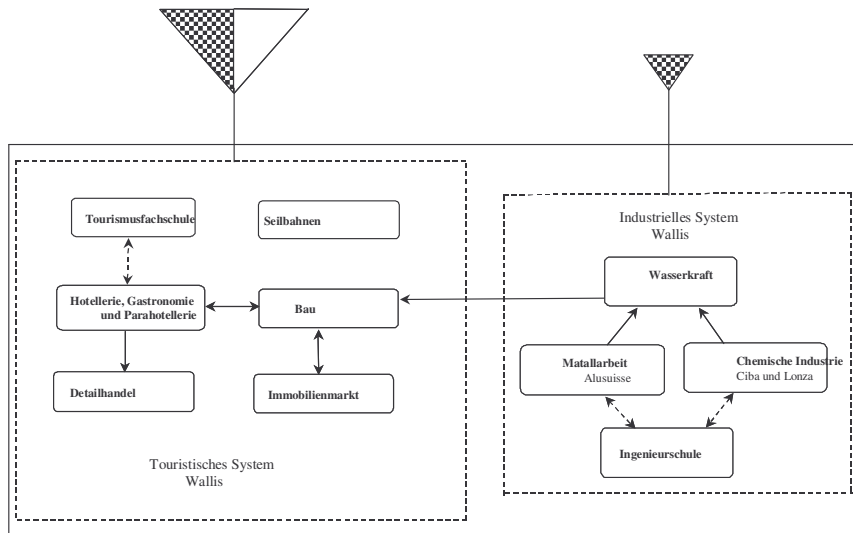 Tourismusfachschule
Seilbahnen
Hotellerie, Gastronomie
und Parahotellerie
Bau
Detailhandel
Immobilienmarkt
Touristisches System
Wallis
Industrielles System
Wallis
Wasserkraft
Matallarbeit
Alusuisse
Chemische Industrie
Ciba und Lonza
Ingenieurschule